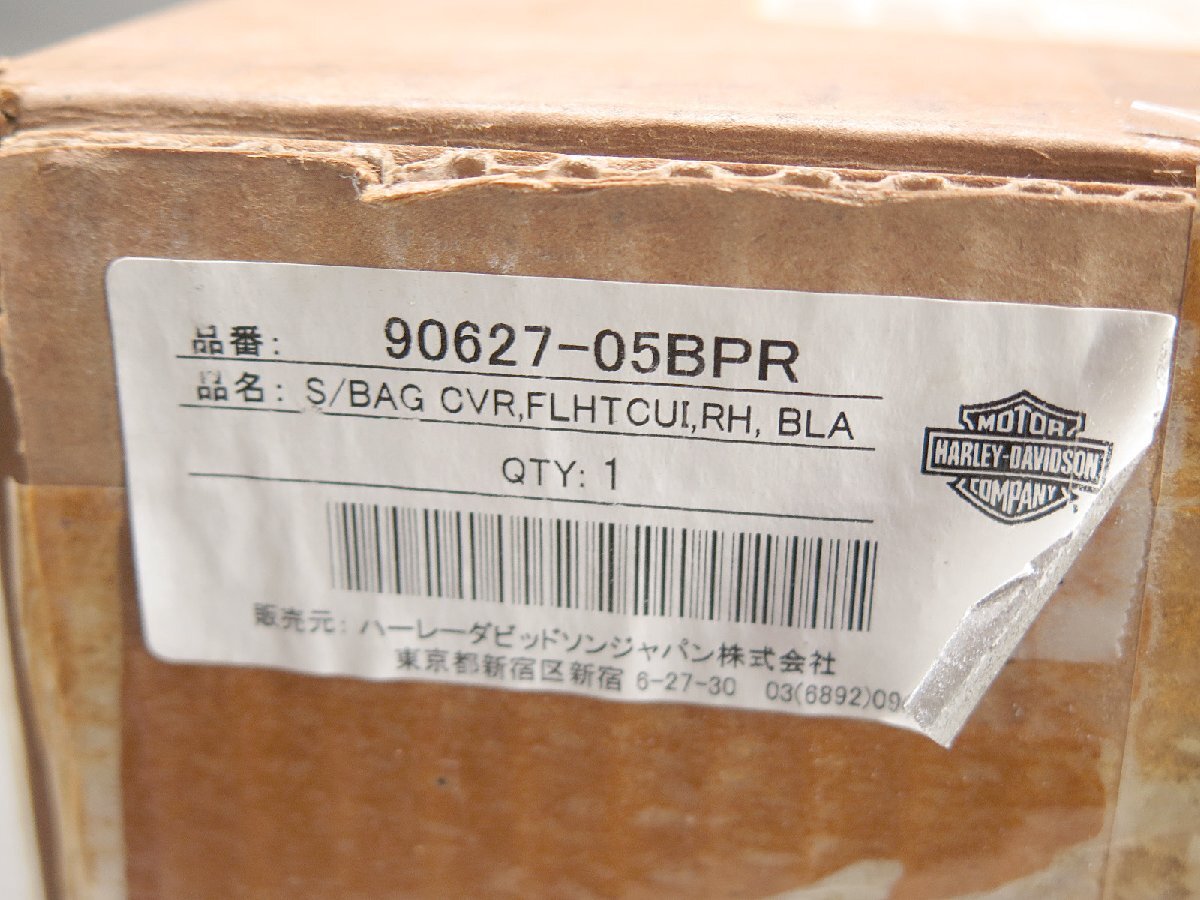 品番: 90627-05BPR
品名: S/BAG CVR,FLHTCUI,RH, BLA
QTY: 1
MOTOR
HARLEY-DAVIDSON
COMPANY
販売元: ハーレーダビッドソンジャパン株式会社
東京都新宿区新宿 6-27-30 03(6892)09